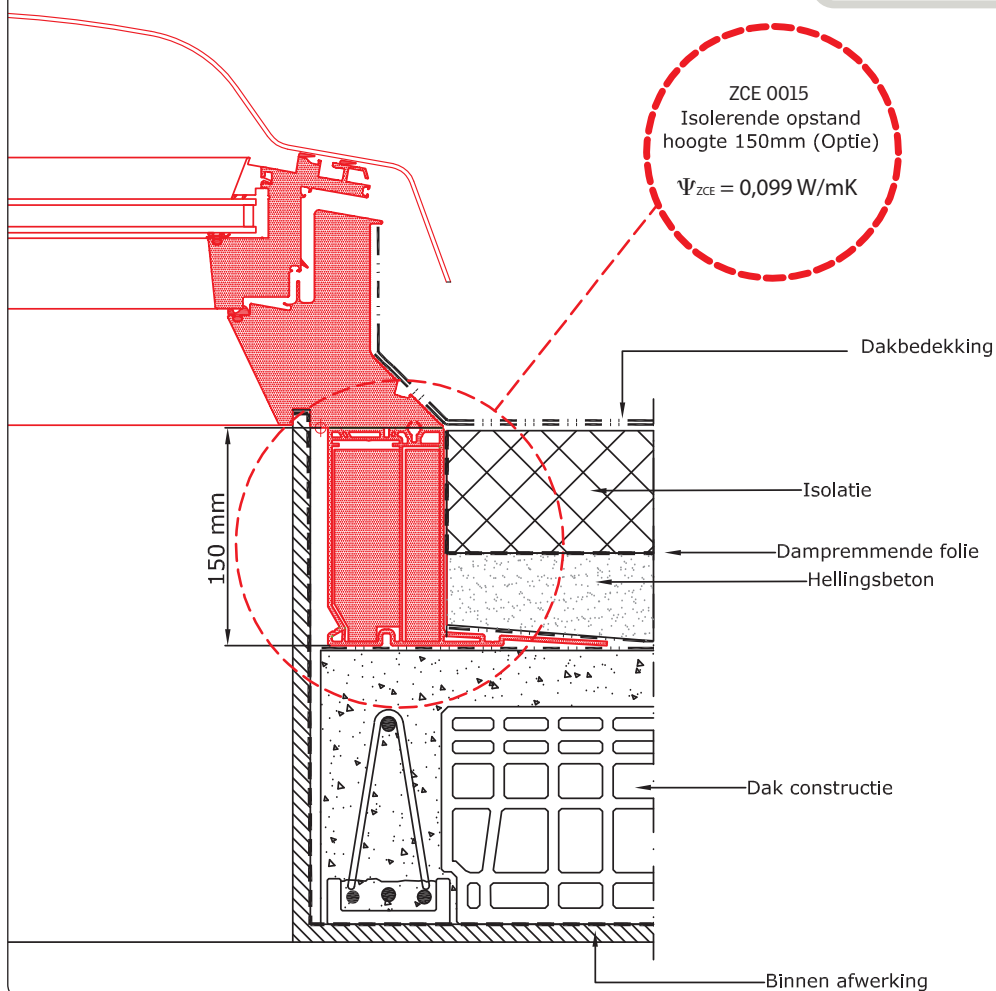 ZCE 0015
Isolerende opstand
hoogte 150mm (Optie)
ΨZCE = 0,099 W/mK
Dakbedekking
Isolatie
Dampremmende folie
Hellingsbeton
150 mm
Dak constructie
Binnen afwerking